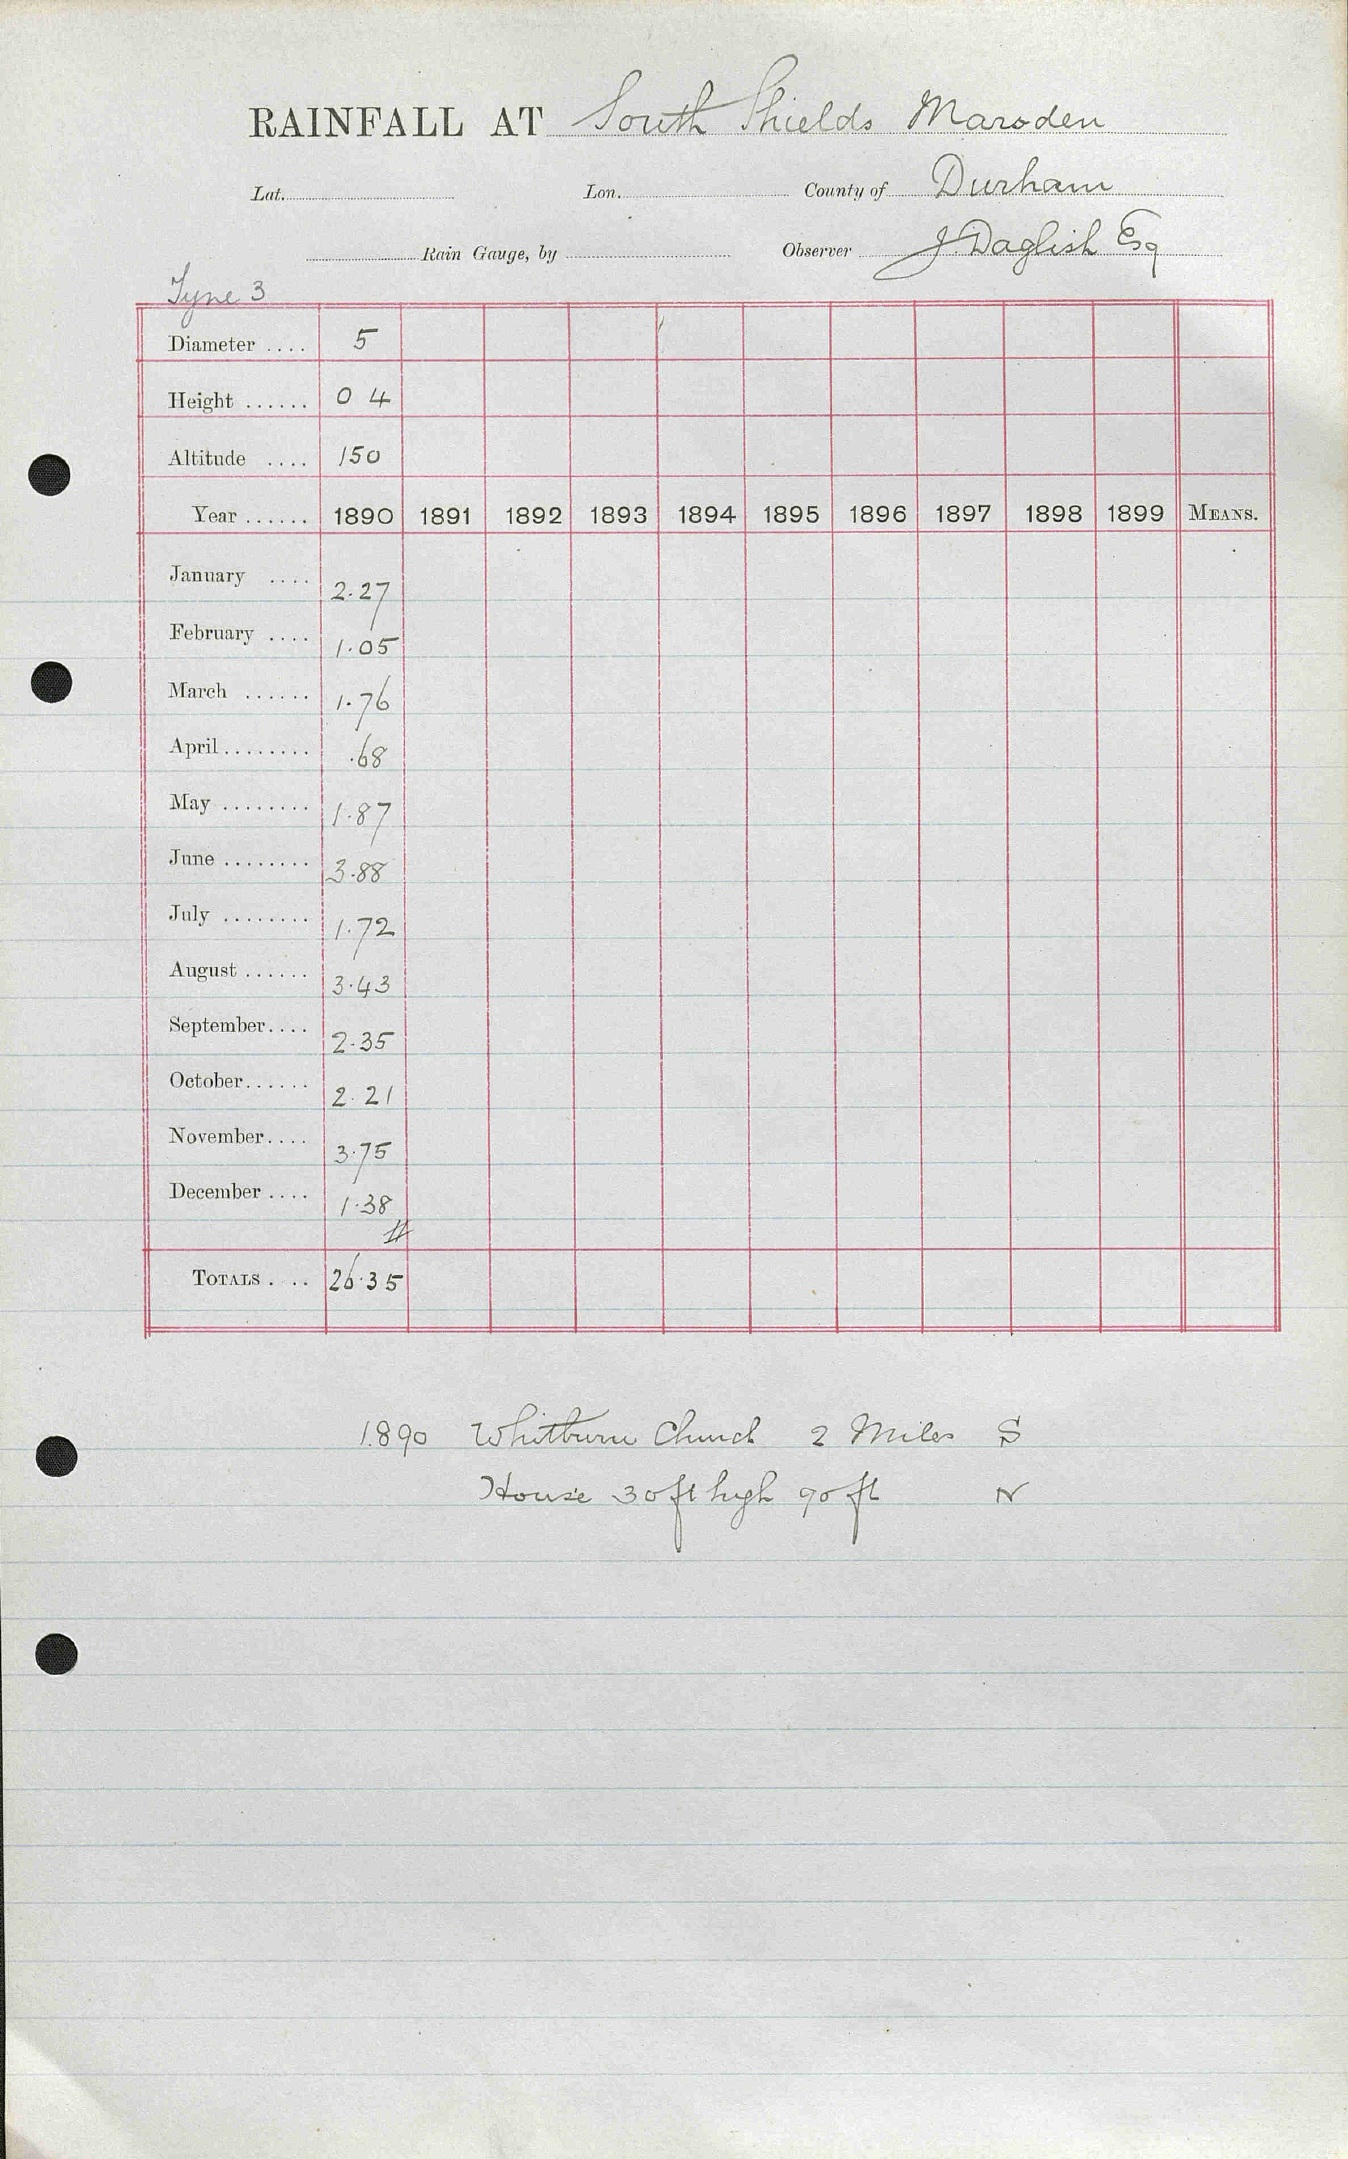 RAINFALL AT South Shields Marsden
Lat. Lon. County of Durham
Rain Gauge, by Observer J. Daglish Esq
Tyne 3
Diameter .... 5
Height ...... 0 4
Altitude .... 150
Year ...... 1890 1891 1892 1893 1894 1895 1896 1897 1898 1899 MEANS.
January .... 2.27
February .... 1.05
March ...... 1.76
April ........ .68
May ........ 1.87
June ........ 3.88
July ........ 1.72
August ...... 3.43
September.... 2.35
October...... 2.21
November.... 3.75
December .... 1.38
TOTALS . .. 26.35
1890 Whitburn Church 2 Miles S
House 30 ft high 90 ft N